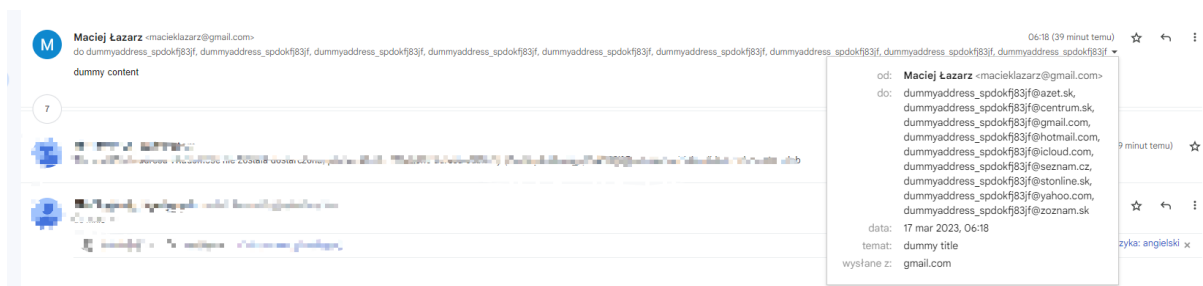 M
Maciej Łazarz <macieklazarz@gmail.com>
06:18 (39 minut temu)
do dummyaddress_spdokfj83jf, dummyaddress_spdokfj83jf, dummyaddress_spdokfj83jf, dummyaddress_spdokfj83jf, dummyaddress_spdokfj83jf, dummyaddress_spdokfj83jf, dummyaddress_spdokfj83jf, dummyaddress_spdokfj83jf, dummyaddress_spdokfj83jf
dummy content
od: Maciej Łazarz <macieklazarz@gmail.com>
do: dummyaddress_spdokfj83jf@azet.sk,
dummyaddress_spdokfj83jf@centrum.sk,
dummyaddress_spdokfj83jf@gmail.com,
dummyaddress_spdokfj83jf@hotmail.com,
dummyaddress_spdokfj83jf@icloud.com,
dummyaddress_spdokfj83jf@seznam.cz,
dummyaddress_spdokfj83jf@stonline.sk,
dummyaddress_spdokfj83jf@yahoo.com,
dummyaddress_spdokfj83jf@zoznam.sk
data: 17 mar 2023, 06:18
temat: dummy title
wysłane z: gmail.com
7
9 minut temu)
zyka: angielski ×